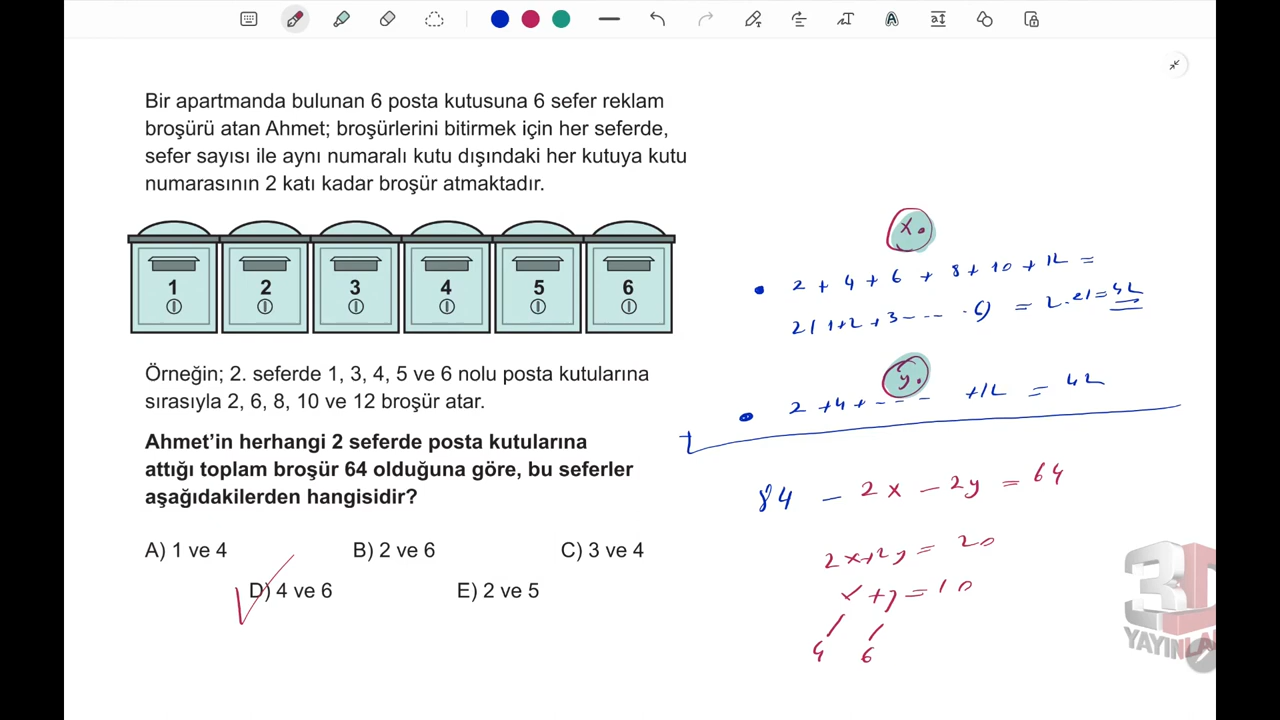 Bir apartmanda bulunan 6 posta kutusuna 6 sefer reklam
broşürü atan Ahmet; broşürlerini bitirmek için her seferde,
sefer sayısı ile aynı numaralı kutu dışındaki her kutuya kutu
numarasının 2 katı kadar broşür atmaktadır.
1 2 3 4 5 6
Örneğin; 2. seferde 1, 3, 4, 5 ve 6 nolu posta kutularına
sırasıyla 2, 6, 8, 10 ve 12 broşür atar.
Ahmet'in herhangi 2 seferde posta kutularına
attığı toplam broşür 64 olduğuna göre, bu seferler
aşağıdakilerden hangisidir?
A) 1 ve 4 B) 2 ve 6 C) 3 ve 4
D) 4 ve 6 E) 2 ve 5
x.
2 + 4 + 6 + 8 + 10 + 12 =
2(1+2+3 ---- . 6) = 2.21 = 42
y.
2 + 4 + - - - - + 12 = 42
84 - 2x - 2y = 64
2x+2y = 20
x + y = 10
4 6
3D
YAYINLA